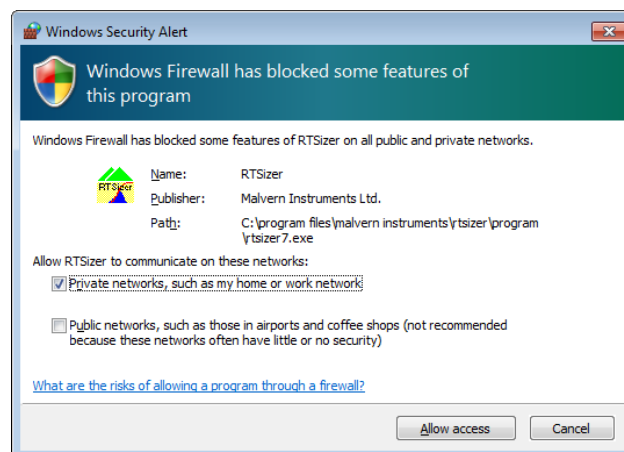 Windows Security Alert
Windows Firewall has blocked some features of
this program
Windows Firewall has blocked some features of RTSizer on all public and private networks.
RTSizer
Name: RTSizer
Publisher: Malvern Instruments Ltd.
Path: C:\program files\malvern instruments\rtsizer\program
\rtsizer7.exe
Allow RTSizer to communicate on these networks:
Private networks, such as my home or work network
Public networks, such as those in airports and coffee shops (not recommended
because these networks often have little or no security)
What are the risks of allowing a program through a firewall?
Allow access Cancel